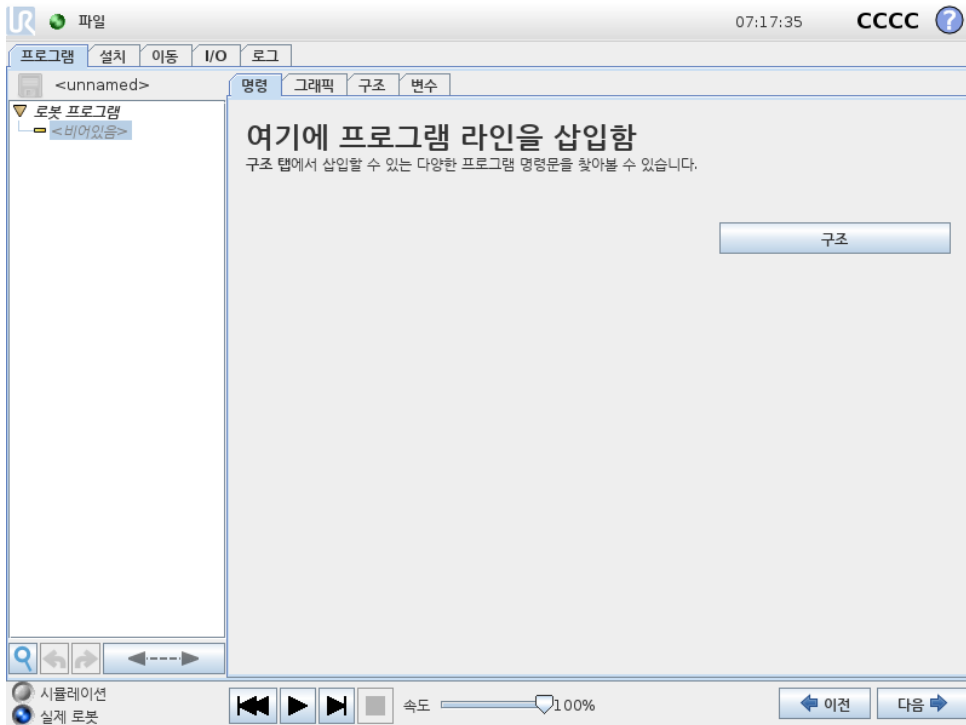 UR 파일 07:17:35 CCCC ?
프로그램 설치 이동 I/O 로그
<unnamed> 명령 그래픽 구조 변수
로봇 프로그램
<비어있음>
여기에 프로그램 라인을 삽입함
구조 탭에서 삽입할 수 있는 다양한 프로그램 명령문을 찾아볼 수 있습니다.
구조
시뮬레이션
실제 로봇
속도 100% 이전 다음